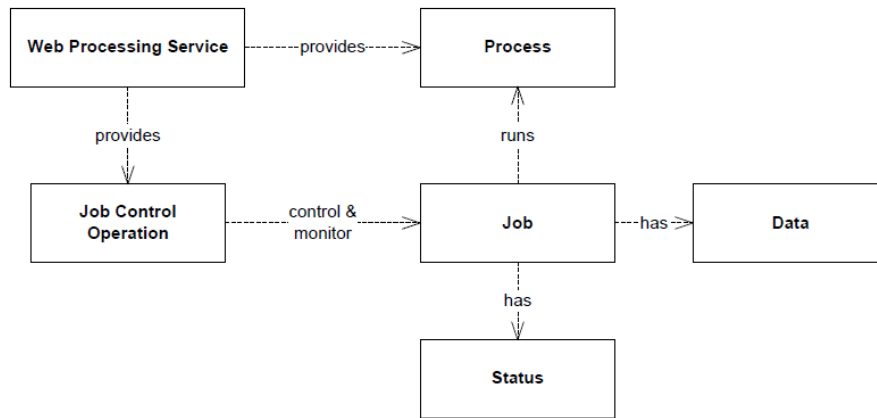 Web Processing Service
provides
Process
provides
runs
Job Control
Operation
control &
monitor
Job
has
Data
has
Status